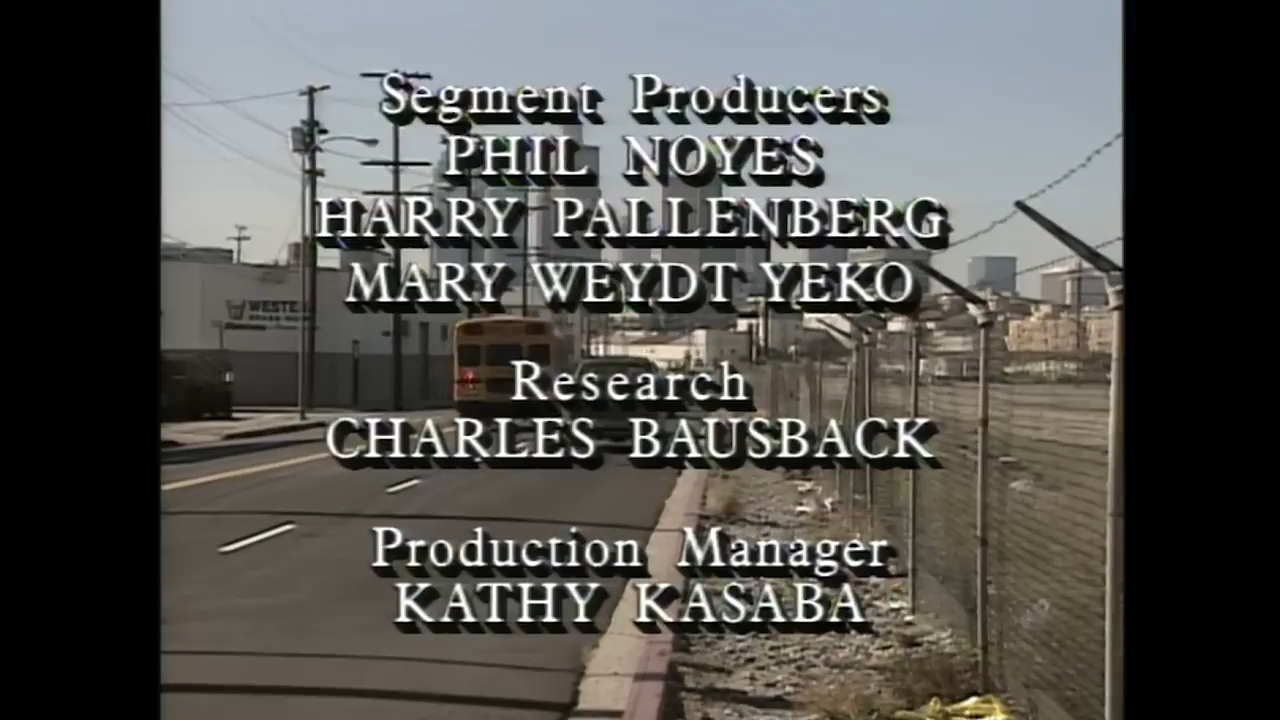 Segment Producers
PHIL NOYES
HARRY PALLENBERG
MARY WEYDT YEKO
Research
CHARLES BAUSBACK
Production Manager
KATHY KASABA